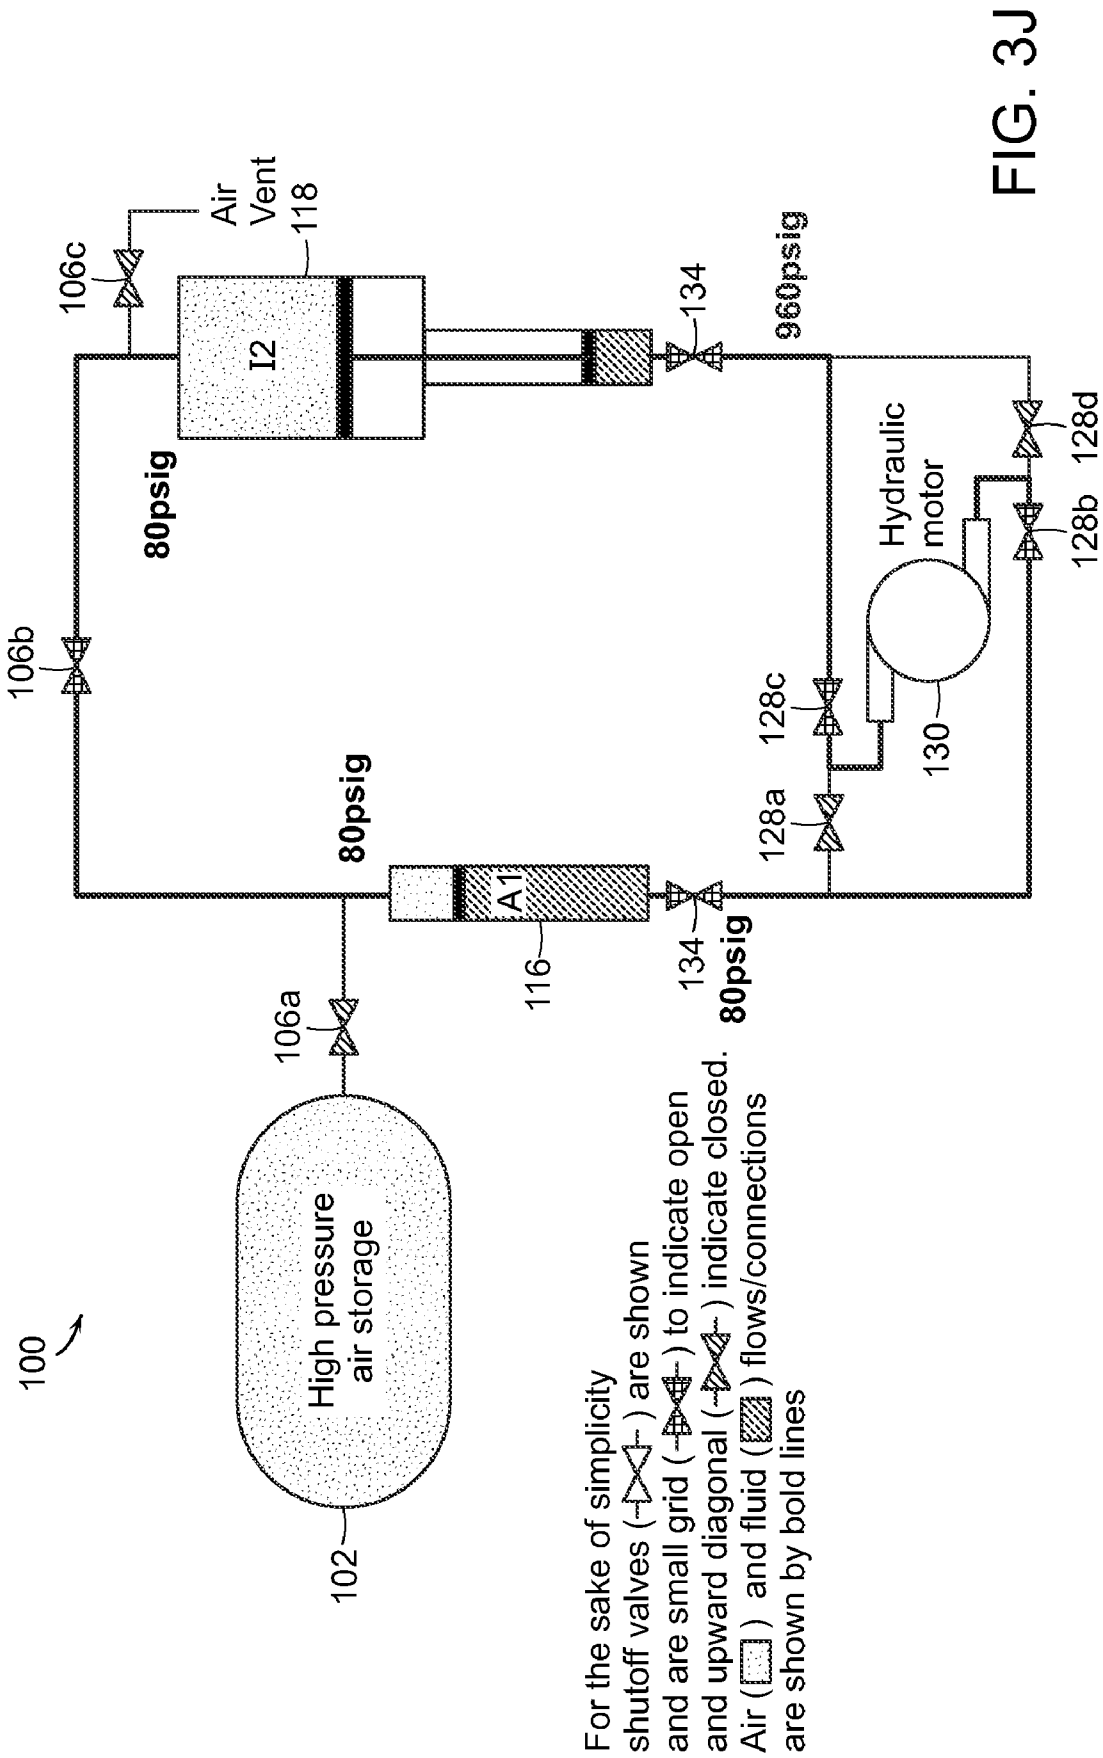 100
106b
106c
Air
Vent
118
80psig
I2
106a
80psig
High pressure
air storage
102
A1
116
134
80psig
134
960psig
128a
128c
Hydraulic
motor
130
128b
128d
For the sake of simplicity
shutoff valves ( ) are shown
and are small grid ( ) to indicate open
and upward diagonal ( ) indicate closed.
Air ( ) and fluid ( ) flows/connections
are shown by bold lines
FIG. 3J